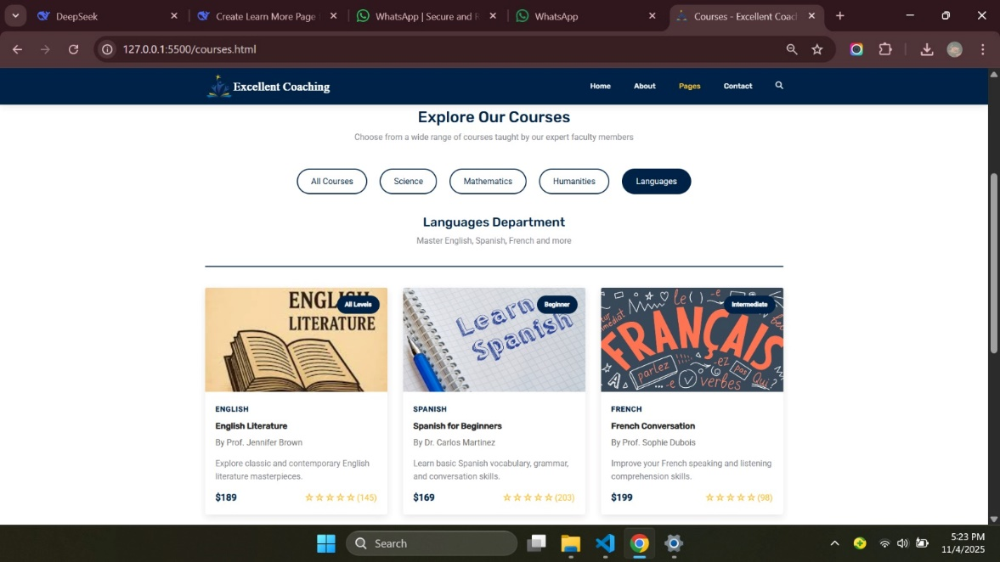 DeepSeek
Create Learn More Page
WhatsApp | Secure and R
WhatsApp
Courses - Excellent Coach
127.0.0.1:5500/courses.html
Excellent Coaching
Home
About
Pages
Contact
Explore Our Courses
Choose from a wide range of courses taught by our expert faculty members
All Courses
Science
Mathematics
Humanities
Languages
Languages Department
Master English, Spanish, French and more
ENGLISH
LITERATURE
All Levels
Learn
Spanish
Beginner
le ( ) -e
FRANÇAIS
parlez
-ez
pas
Qui
-e
verbes
Intermediate
ENGLISH
English Literature
By Prof. Jennifer Brown
Explore classic and contemporary English
literature masterpieces.
$189
☆☆☆☆☆ (145)
SPANISH
Spanish for Beginners
By Dr. Carlos Martinez
Learn basic Spanish vocabulary, grammar,
and conversation skills.
$169
☆☆☆☆☆ (203)
FRENCH
French Conversation
By Prof. Sophie Dubois
Improve your French speaking and listening
comprehension skills.
$199
☆☆☆☆☆ (98)
Search
5:23 PM
11/4/2025